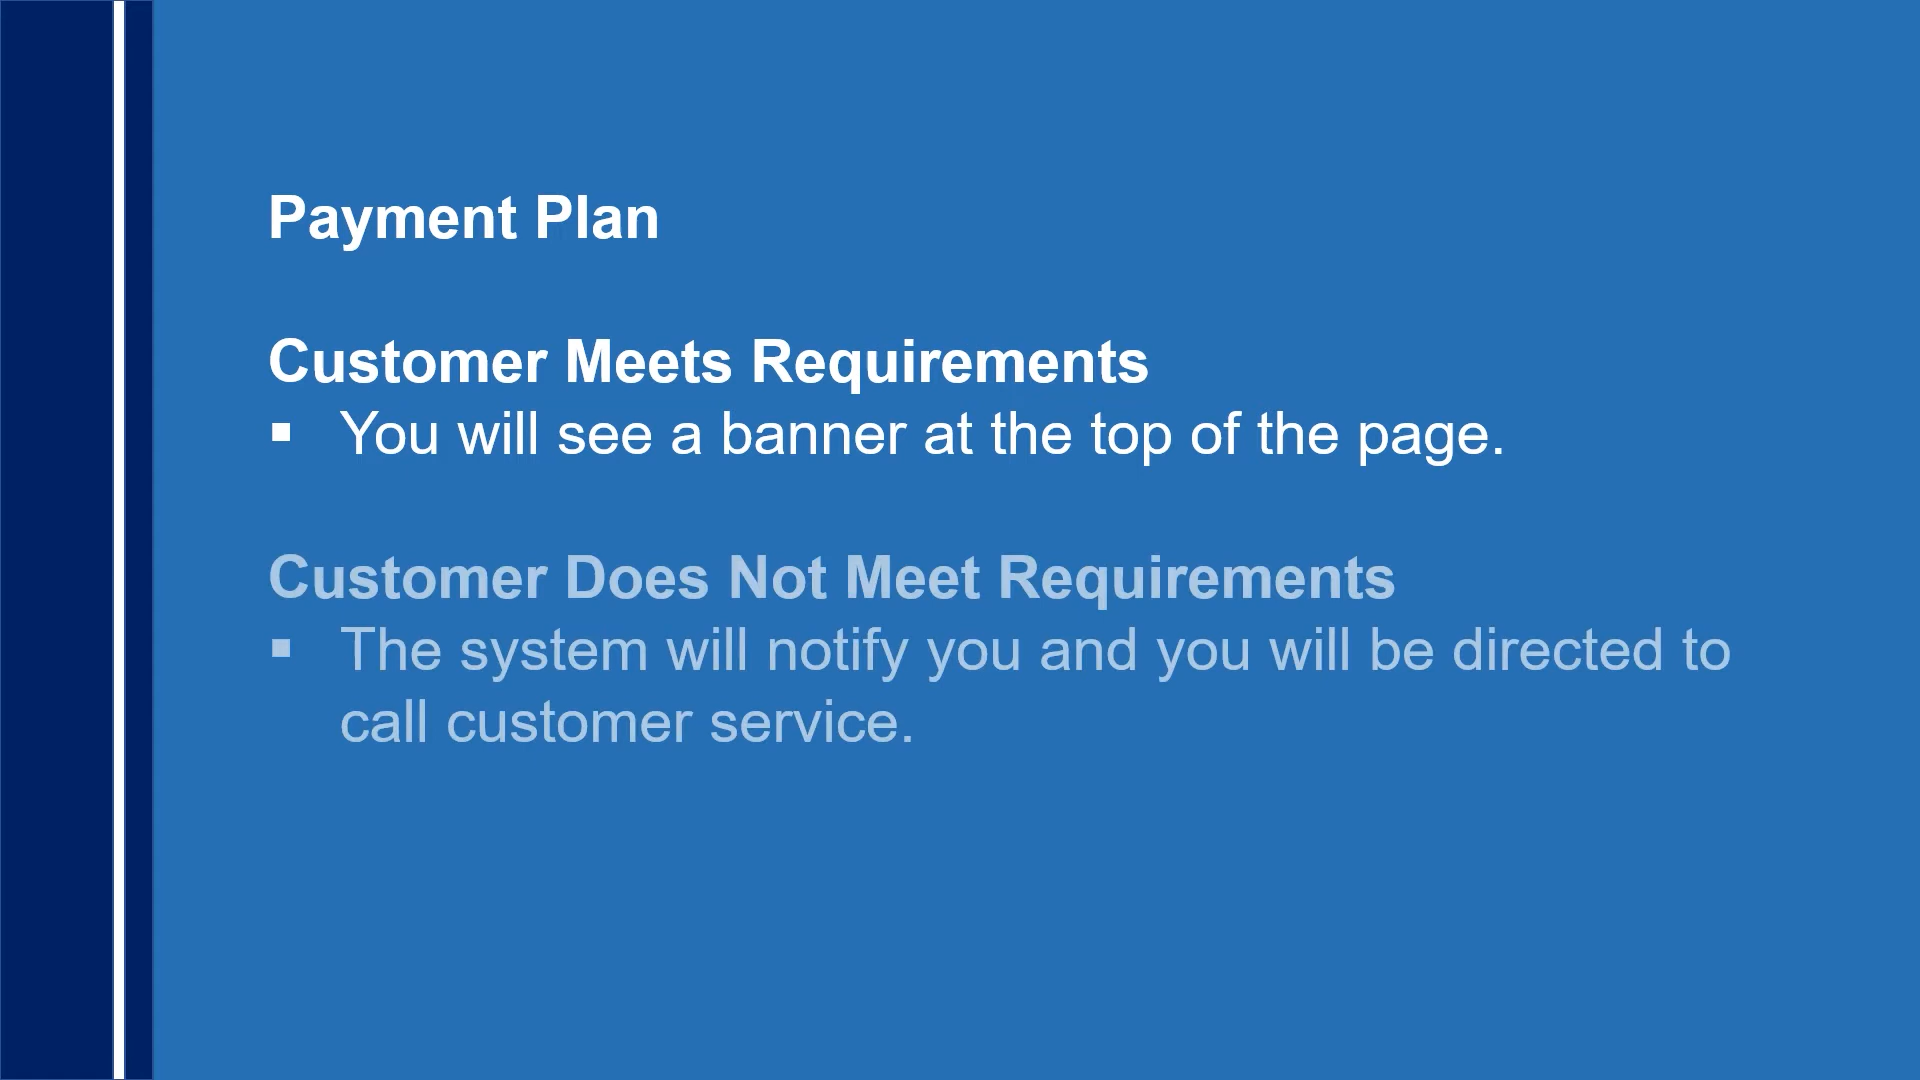 Payment Plan
Customer Meets Requirements
▪ You will see a banner at the top of the page.
Customer Does Not Meet Requirements
▪ The system will notify you and you will be directed to
call customer service.